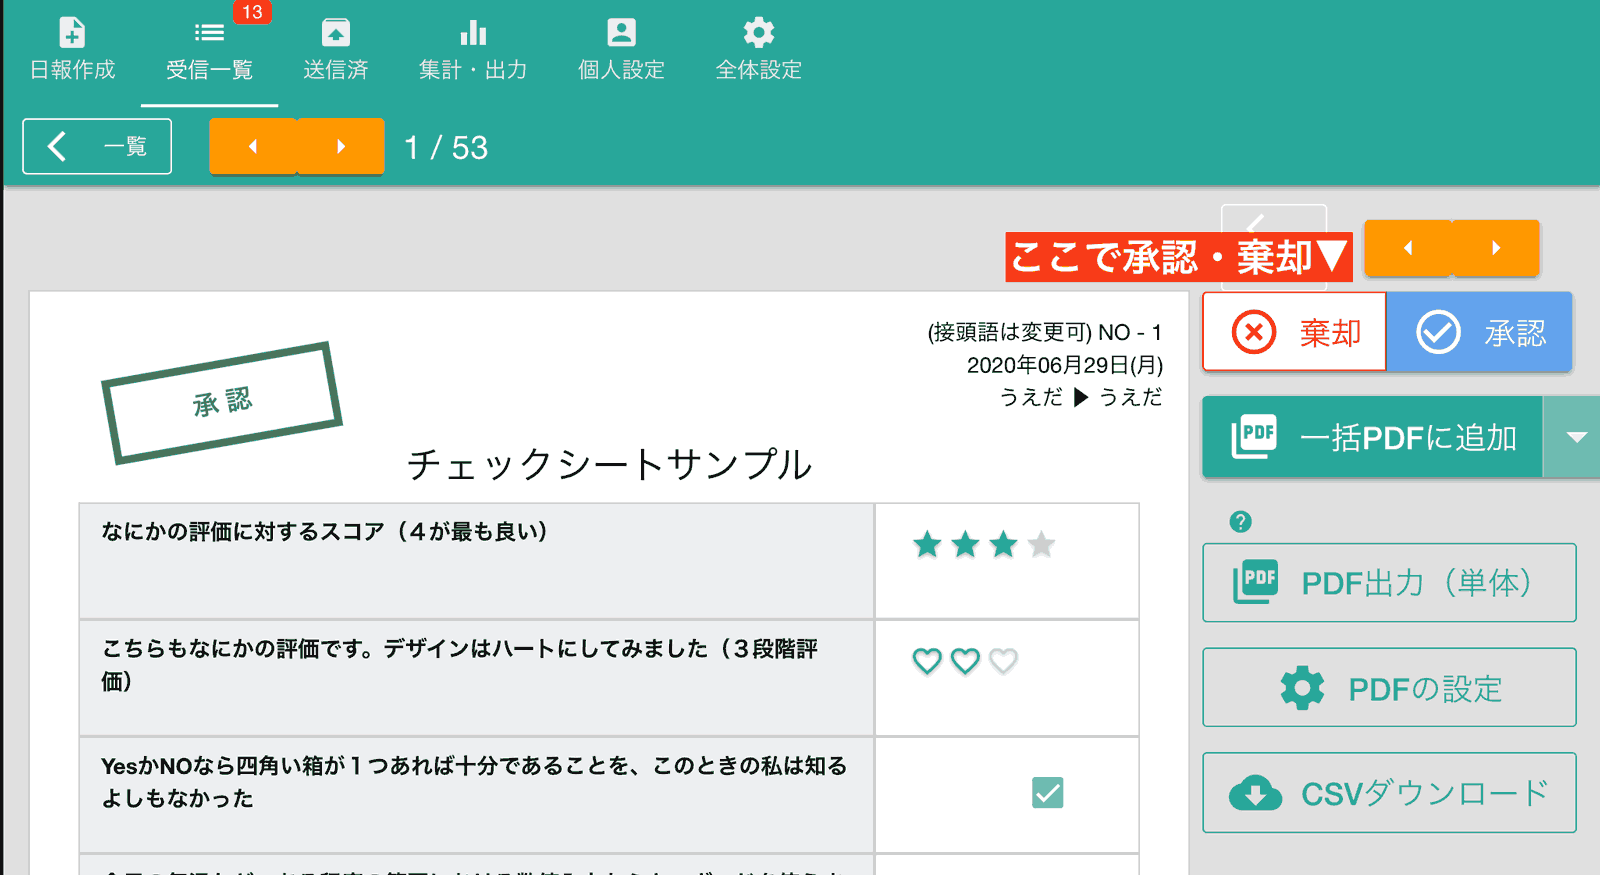 13
日報作成
受信一覧
送信済
集計・出力
個人設定
全体設定
一覧
1 / 53
ここで承認・棄却▼
棄却
承認
(接頭語は変更可) NO - 1
2020年06月29日(月)
うえだ ▶ うえだ
承認
チェックシートサンプル
PDF
一括PDFに追加
なにかの評価に対するスコア（４が最も良い）
?
PDF
PDF出力（単体）
こちらもなにかの評価です。デザインはハートにしてみました（３段階評
価）
PDFの設定
YesかNOなら四角い箱が１つあれば十分であることを、このときの私は知る
よしもなかった
CSVダウンロード